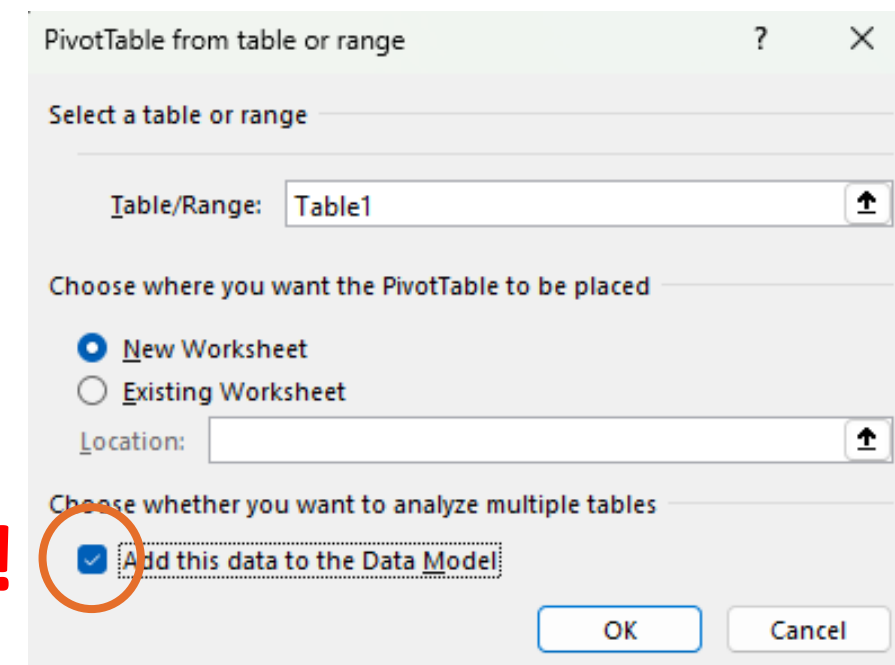 PivotTable from table or range ? ✕
Select a table or range
Table/Range: Table1
Choose where you want the PivotTable to be placed
New Worksheet
Existing Worksheet
Location:
Choose whether you want to analyze multiple tables
! Add this data to the Data Model
OK Cancel